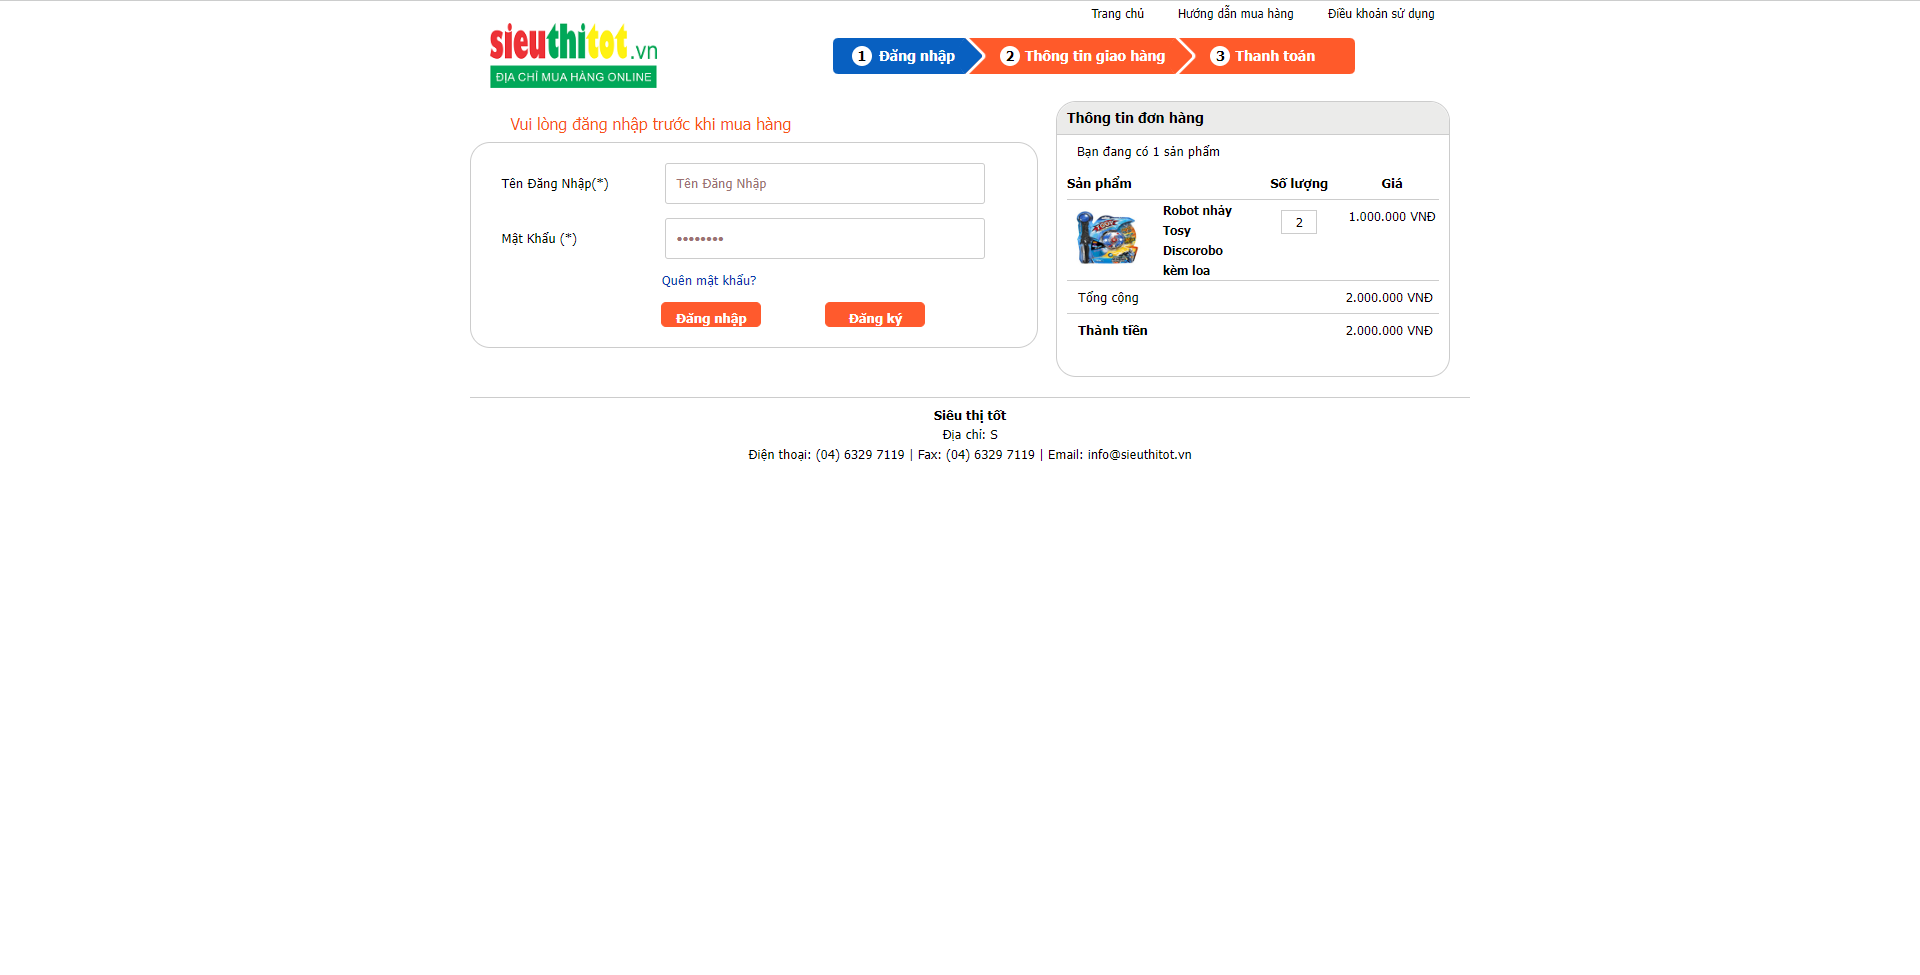 Trang chủ Hướng dẫn mua hàng Điều khoản sử dụng
sieuthitot.vn
ĐỊA CHỈ MUA HÀNG ONLINE
1 Đăng nhập 2 Thông tin giao hàng 3 Thanh toán
Vui lòng đăng nhập trước khi mua hàng
Tên Đăng Nhập(*) Tên Đăng Nhập
Mật Khẩu (*) ••••••••
Quên mật khẩu?
Đăng nhập Đăng ký
Thông tin đơn hàng
Bạn đang có 1 sản phẩm
Sản phẩm Số lượng Giá
TOSY
Robot nhảy
Tosy
Discorobo
kèm loa
2 1.000.000 VNĐ
Tổng cộng 2.000.000 VNĐ
Thành tiền 2.000.000 VNĐ
Siêu thị tốt
Địa chỉ: S
Điện thoại: (04) 6329 7119 | Fax: (04) 6329 7119 | Email: info@sieuthitot.vn